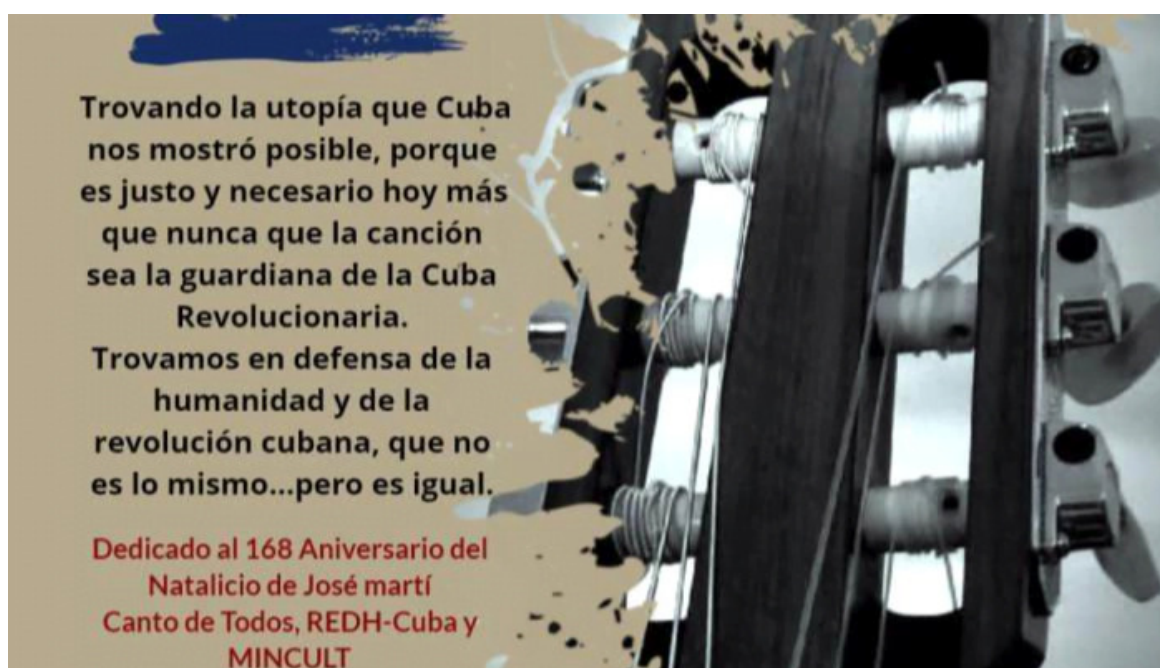 Trovando la utopía que Cuba
nos mostró posible, porque
es justo y necesario hoy más
que nunca que la canción
sea la guardiana de la Cuba
Revolucionaria.
Trovamos en defensa de la
humanidad y de la
revolución cubana, que no
es lo mismo...pero es igual.
Dedicado al 168 Aniversario del
Natalicio de José martí
Canto de Todos, REDH-Cuba y
MINCULT